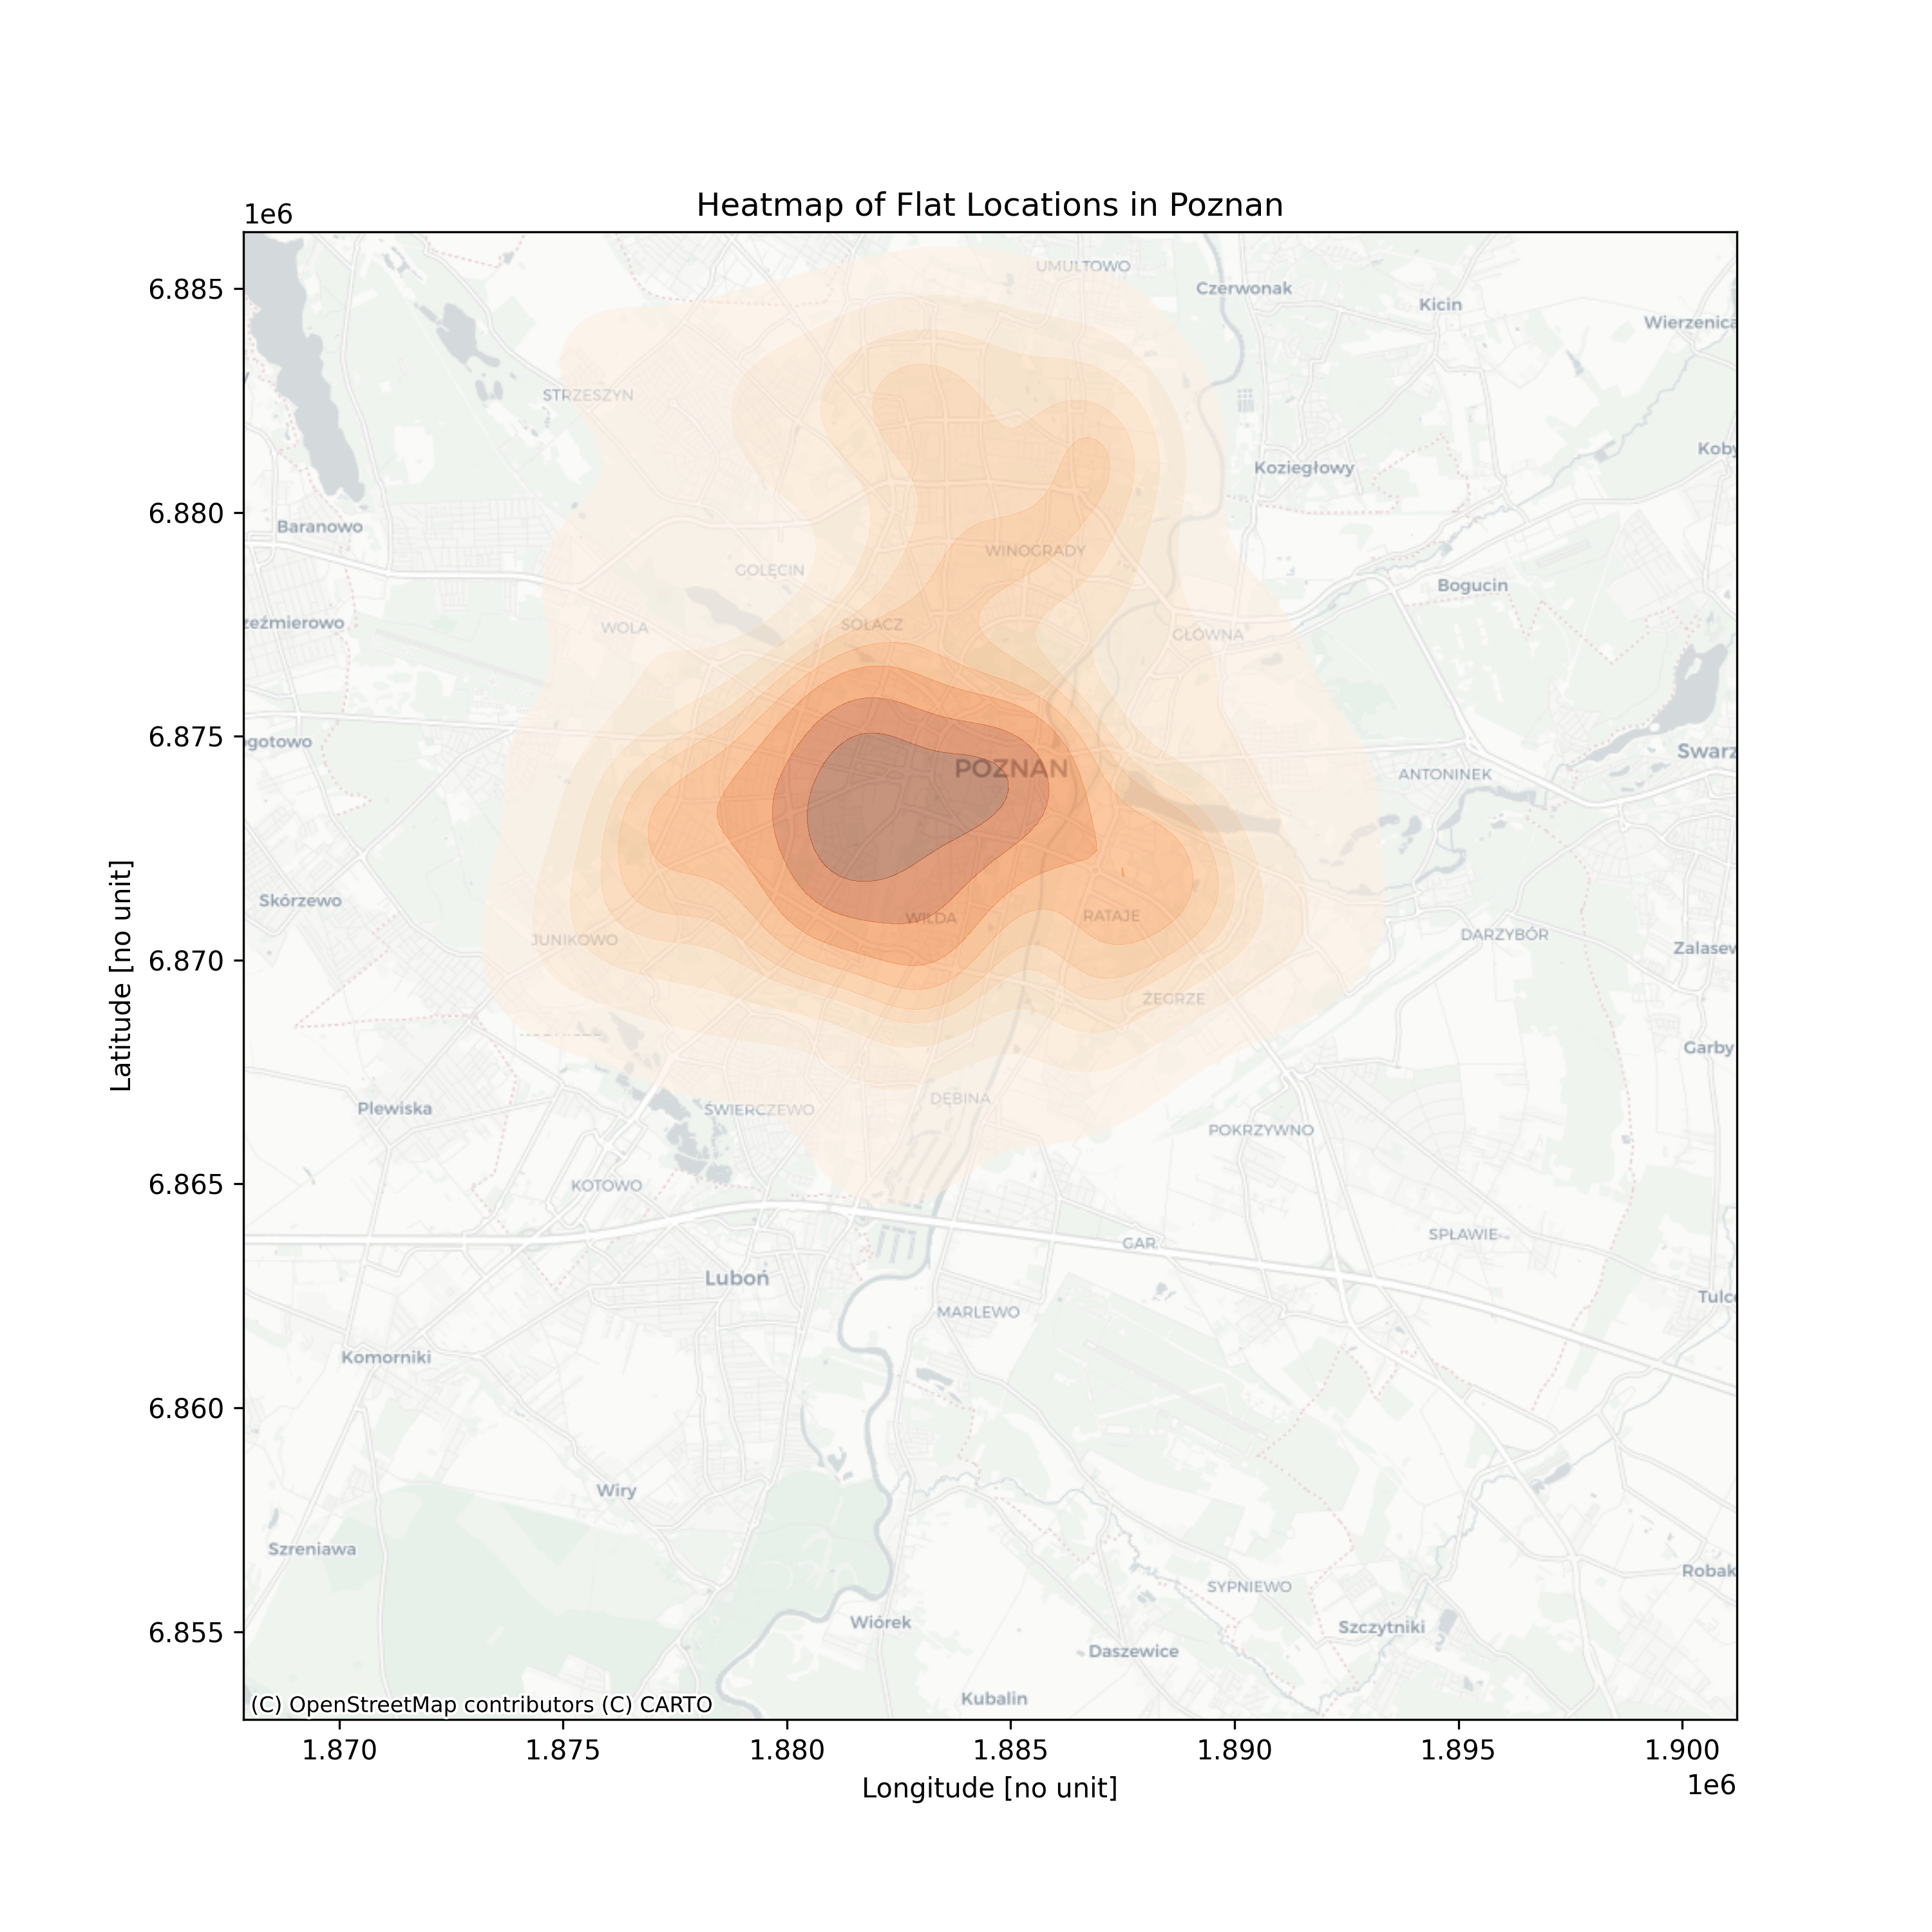 Heatmap of Flat Locations in Poznan
1e6
6.885
6.880
6.875
6.870
6.865
6.860
6.855
Latitude [no unit]
UMULTOWO
Czerwonak
Kicin
Wierzenica
STRZESZYN
Koby
Koziegłowy
Baranowo
WINOGRADY
GOLĘCIN
Bogucin
zeźmierowo
WOLA
SOŁACZ
GŁÓWNA
gotowo
Swarz
POZNAN
ANTONINEK
Skórzewo
WILDA
RATAJE
JUNIKOWO
DARZYBÓR
Zalasew
ŻEGRZE
Garby
Plewiska
ŚWIERCZEWO
DĘBINA
POKRZYWNO
KOTOWO
SPŁAWIE
GAR.
Luboń
Tulc
MARLEWO
Komorniki
Wiry
Szreniawa
Robak
SYPNIEWO
Wiórek
Szczytniki
Daszewice
Kubalin
(C) OpenStreetMap contributors (C) CARTO
1.870 1.875 1.880 1.885 1.890 1.895 1.900
1e6
Longitude [no unit]